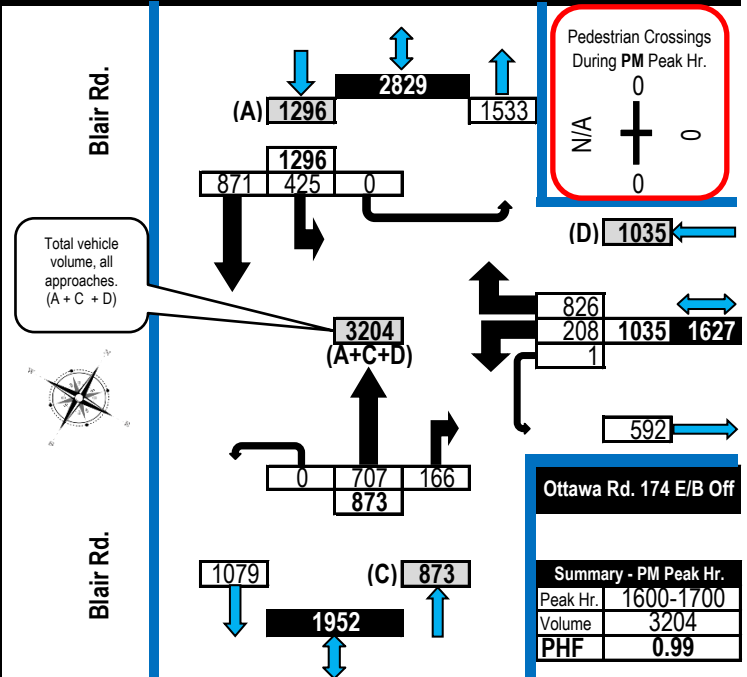 Blair Rd.
2829
(A) 1296
1533
1296
871 425 0
Pedestrian Crossings
During PM Peak Hr.
0
N/A
0
0
(D) 1035
Total vehicle
volume, all
approaches.
(A + C + D)
3204
(A+C+D)
826
208 1035 1627
1
592
0 707 166
873
Ottawa Rd. 174 E/B Off
Blair Rd.
1079
(C) 873
1952
Summary - PM Peak Hr.
Peak Hr. 1600-1700
Volume 3204
PHF 0.99